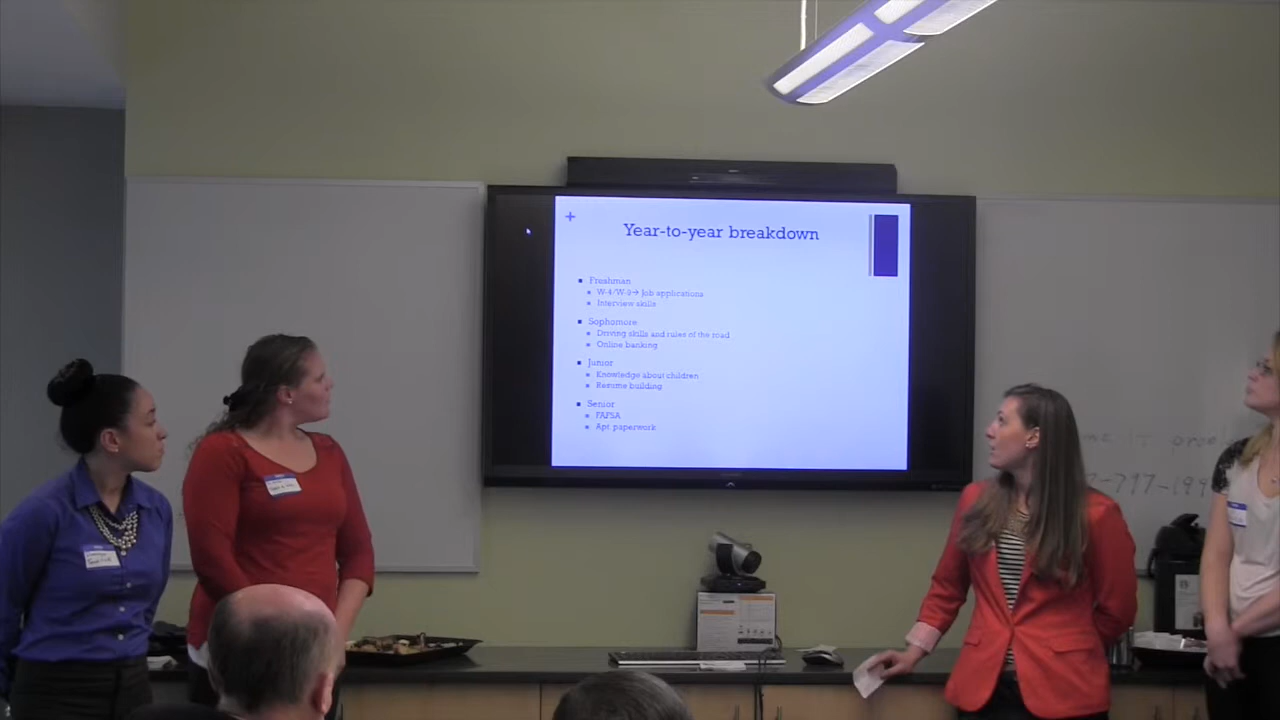 +
Year-to-year breakdown
Freshman
W-4/W-9→ Job applications
Interview skills
Sophomore
Driving skills and rules of the road
Online banking
Junior
Knowledge about children
Resume building
Senior
FAFSA
Apt paperwork